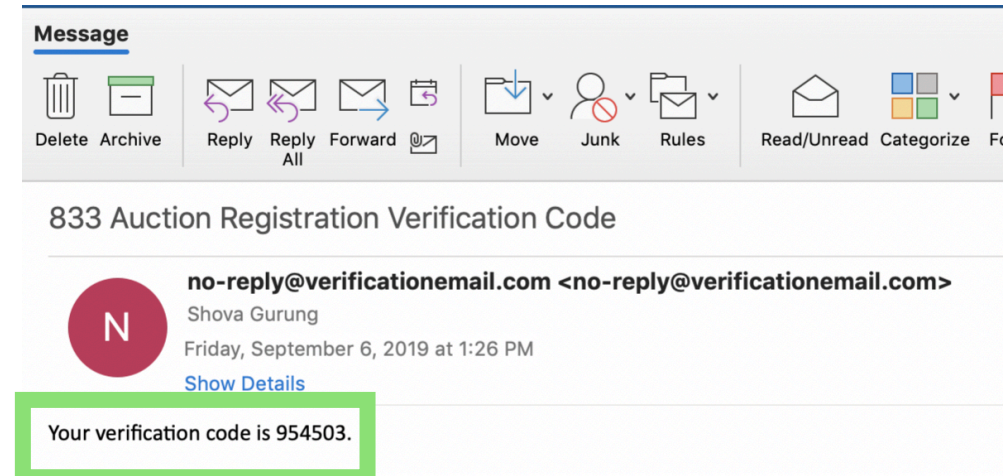 Message
Delete Archive Reply Reply All Forward Move Junk Rules Read/Unread Categorize
833 Auction Registration Verification Code
N
no-reply@verificationemail.com <no-reply@verificationemail.com>
Shova Gurung
Friday, September 6, 2019 at 1:26 PM
Show Details
Your verification code is 954503.